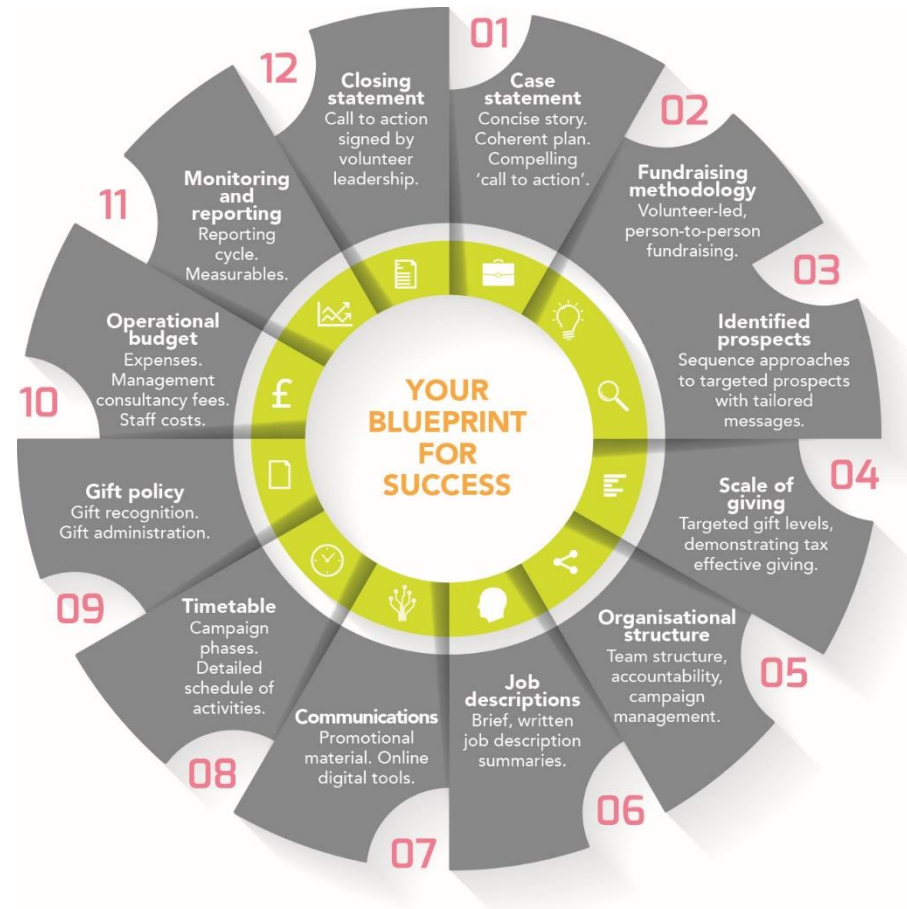 YOUR
BLUEPRINT
FOR
SUCCESS
01
Case
statement
Concise story.
Coherent plan.
Compelling
‘call to action’.
02
Fundraising
methodology
Volunteer-led,
person-to-person
fundraising.
03
Identified
prospects
Sequence approaches
to targeted prospects
with tailored
messages.
04
Scale of
giving
Targeted gift levels,
demonstrating tax
effective giving.
05
Organisational
structure
Team structure,
accountability,
campaign
management.
06
Job
descriptions
Brief, written
job description
summaries.
07
Communications
Promotional
material. Online
digital tools.
08
Timetable
Campaign
phases.
Detailed
schedule of
activities.
09
Gift policy
Gift recognition.
Gift administration.
10
Operational
budget
Expenses.
Management
consultancy fees.
Staff costs.
£
11
Monitoring
and
reporting
Reporting
cycle.
Measurables.
12
Closing
statement
Call to action
signed by
volunteer
leadership.